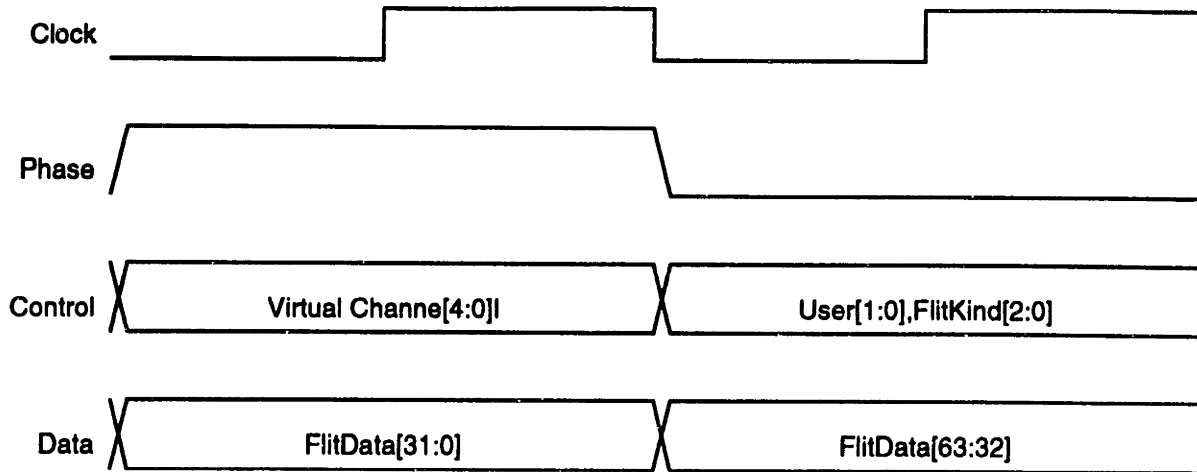 Clock
Phase
Control
Virtual Channe[4:0]l
User[1:0],FlitKind[2:0]
Data
FlitData[31:0]
FlitData[63:32]